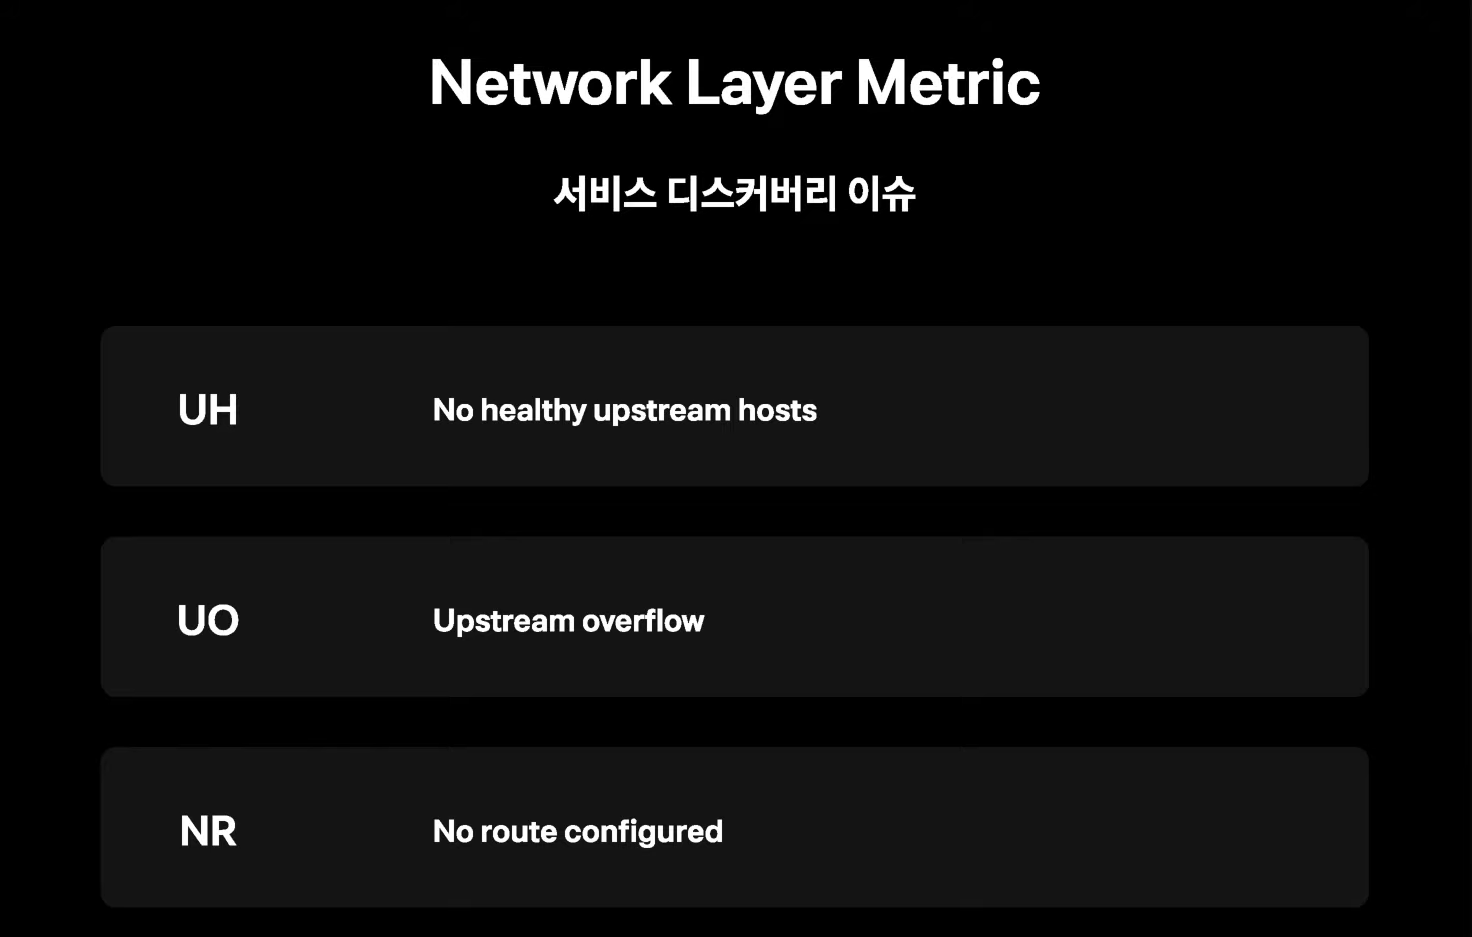 Network Layer Metric
서비스 디스커버리 이슈
UH No healthy upstream hosts
UO Upstream overflow
NR No route configured